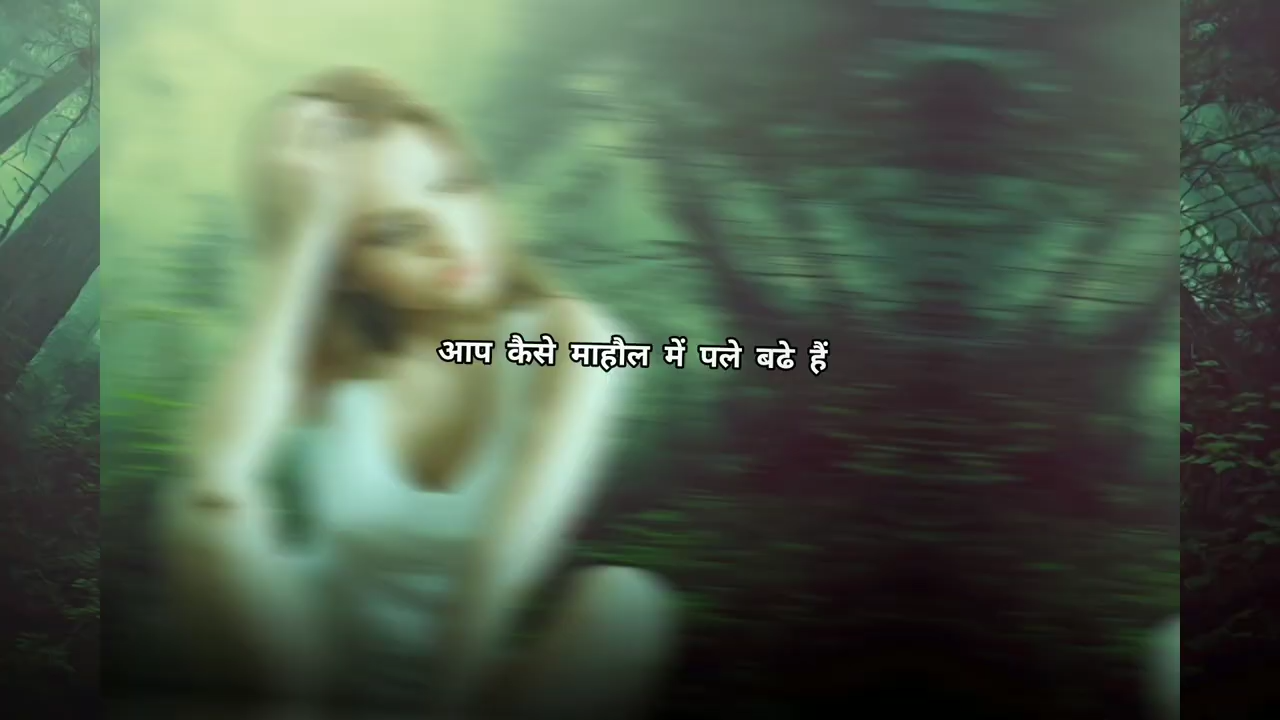 आप कैसे माहौल में पले बढे हैं